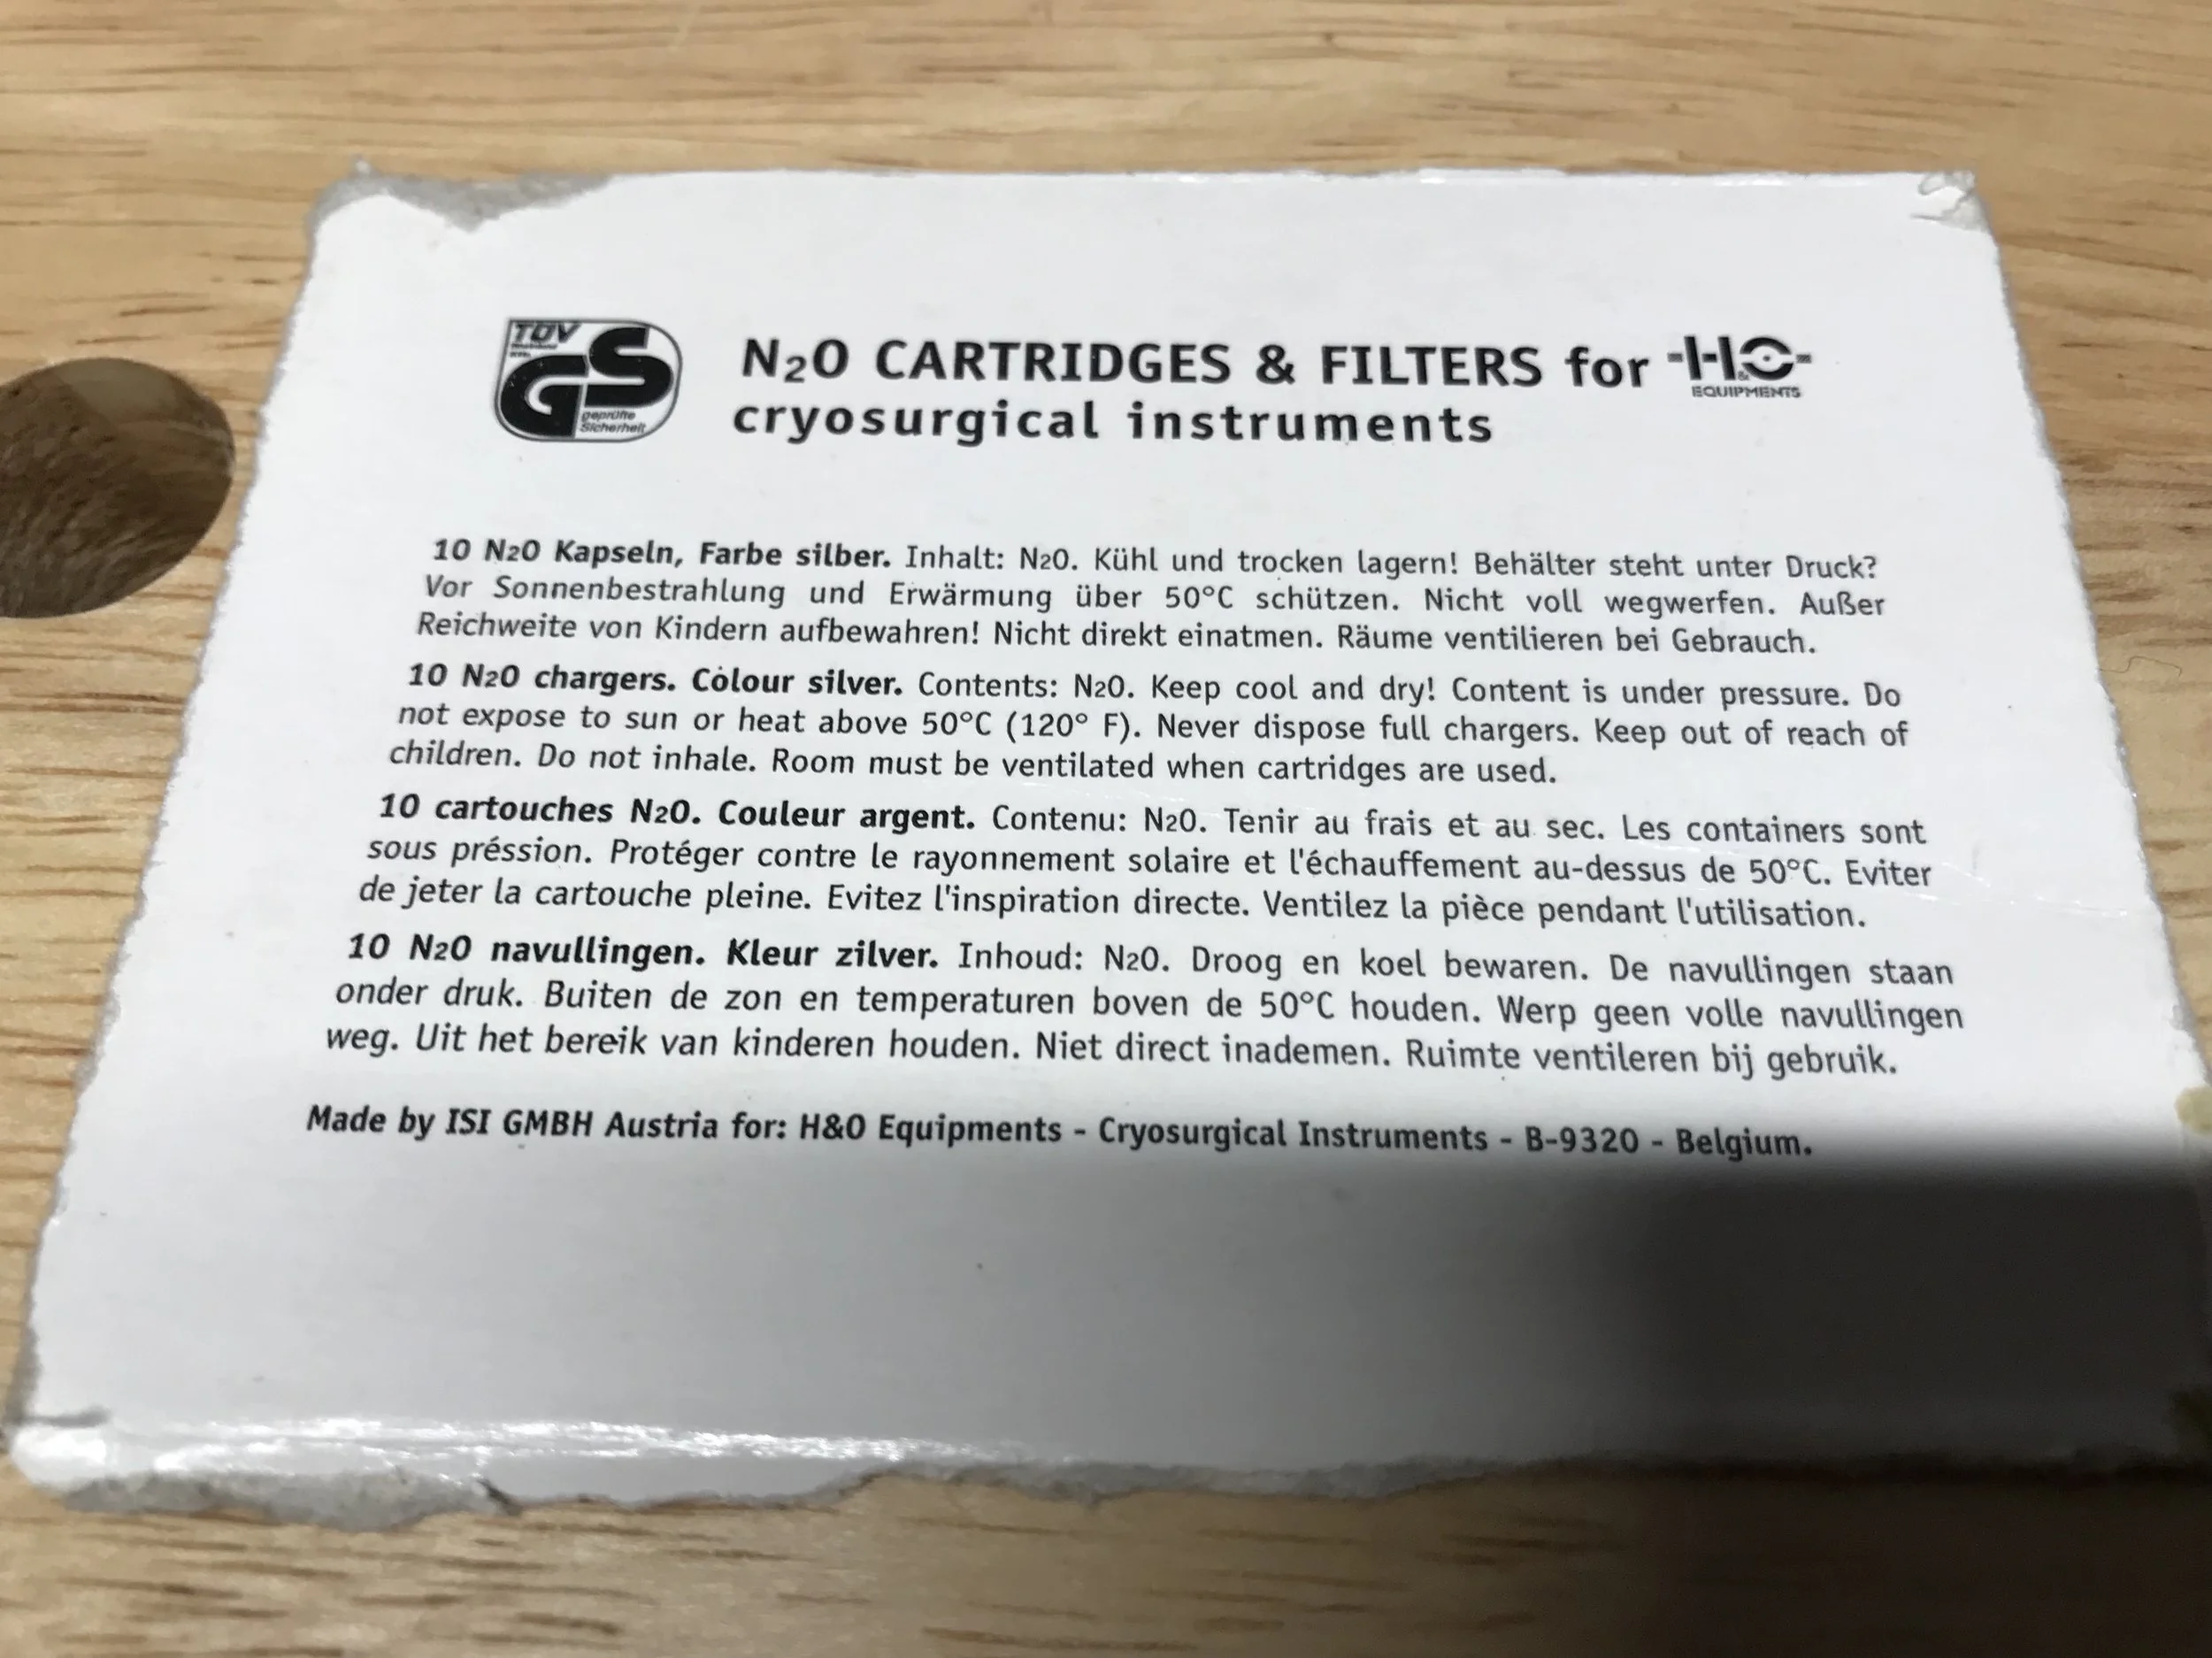 TÜV
GS
geprüfte
Sicherheit
N2O CARTRIDGES & FILTERS for H&O
EQUIPMENTS
cryosurgical instruments
10 N2O Kapseln, Farbe silber. Inhalt: N2O. Kühl und trocken lagern! Behälter steht unter Druck?
Vor Sonnenbestrahlung und Erwärmung über 50°C schützen. Nicht voll wegwerfen. Außer
Reichweite von Kindern aufbewahren! Nicht direkt einatmen. Räume ventilieren bei Gebrauch.
10 N2O chargers. Colour silver. Contents: N2O. Keep cool and dry! Content is under pressure. Do
not expose to sun or heat above 50°C (120° F). Never dispose full chargers. Keep out of reach of
children. Do not inhale. Room must be ventilated when cartridges are used.
10 cartouches N2O. Couleur argent. Contenu: N2O. Tenir au frais et au sec. Les containers sont
sous préssion. Protéger contre le rayonnement solaire et l'échauffement au-dessus de 50°C. Eviter
de jeter la cartouche pleine. Evitez l'inspiration directe. Ventilez la pièce pendant l'utilisation.
10 N2O navullingen. Kleur zilver. Inhoud: N2O. Droog en koel bewaren. De navullingen staan
onder druk. Buiten de zon en temperaturen boven de 50°C houden. Werp geen volle navullingen
weg. Uit het bereik van kinderen houden. Niet direct inademen. Ruimte ventileren bij gebruik.
Made by ISI GMBH Austria for: H&O Equipments - Cryosurgical Instruments - B-9320 - Belgium.